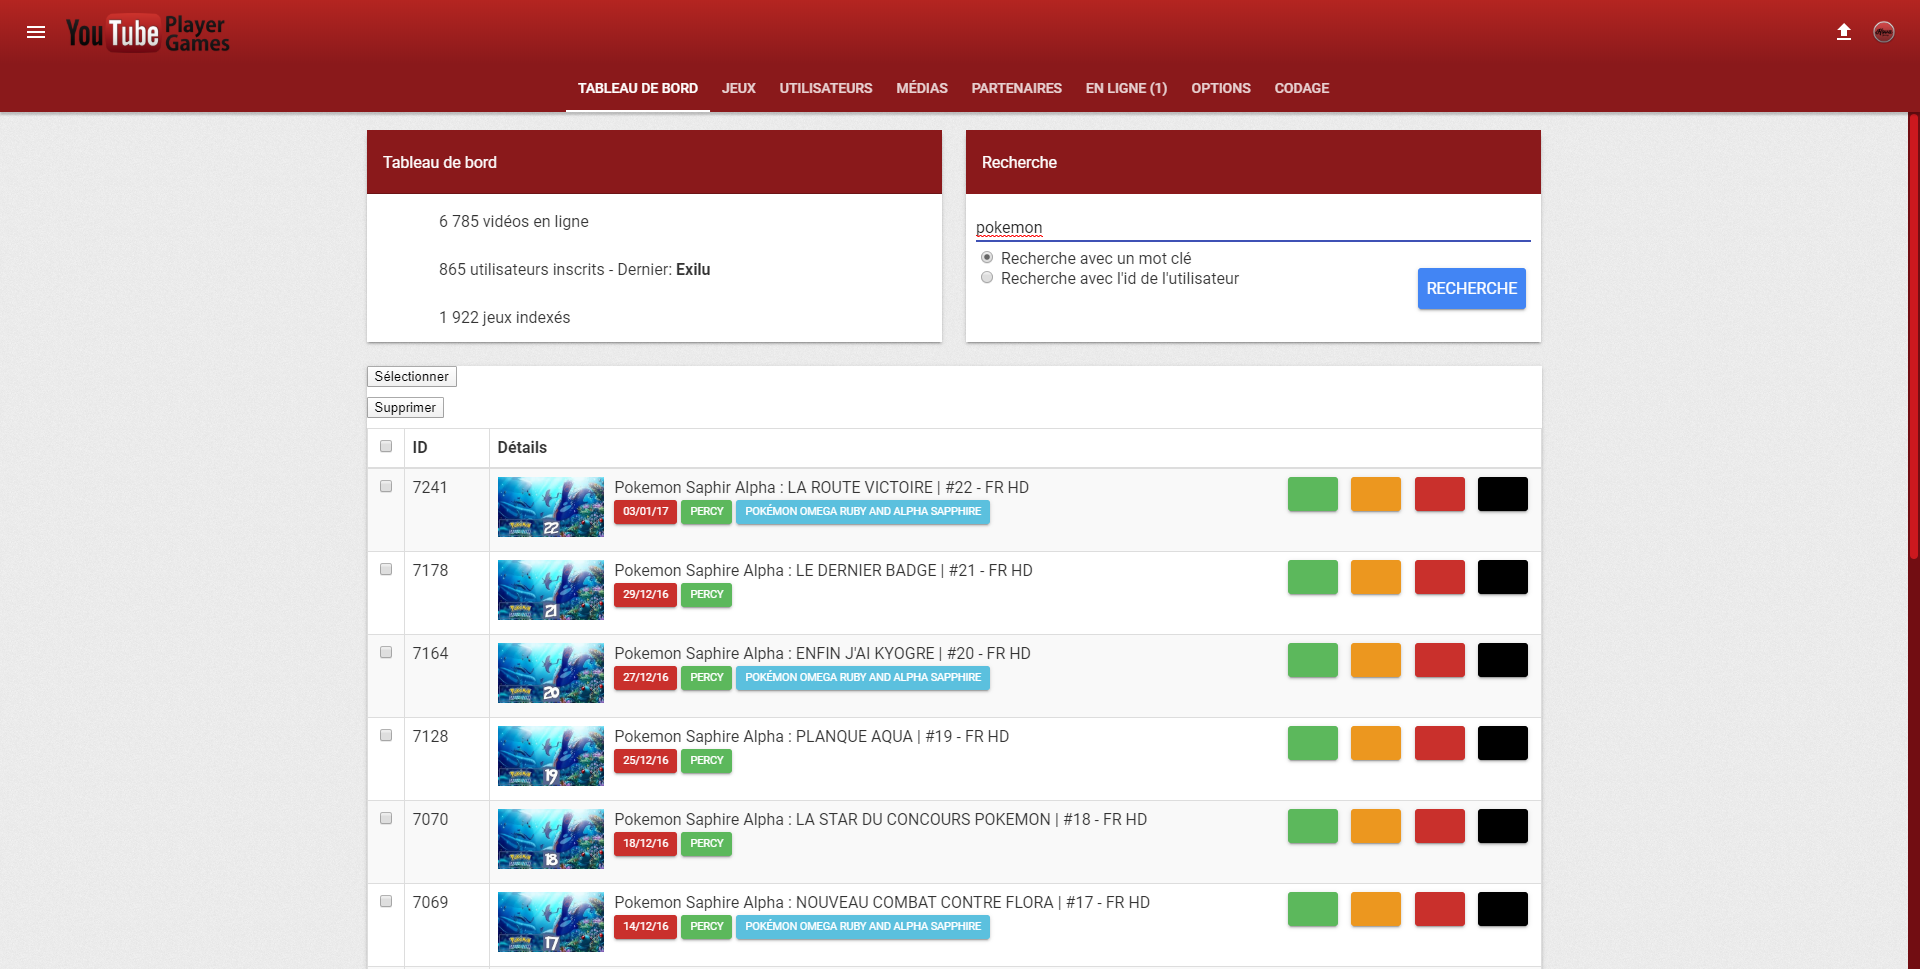 YouTube Player Games
TABLEAU DE BORD JEUX UTILISATEURS MÉDIAS PARTENAIRES EN LIGNE (1) OPTIONS CODAGE
Tableau de bord
6 785 vidéos en ligne
865 utilisateurs inscrits - Dernier: Exilu
1 922 jeux indexés
Recherche
pokemon
Recherche avec un mot clé
Recherche avec l'id de l'utilisateur
RECHERCHE
Sélectionner
Supprimer
ID Détails
7241 Pokemon Saphir Alpha : LA ROUTE VICTOIRE | #22 - FR HD
22
03/01/17 PERCY POKÉMON OMEGA RUBY AND ALPHA SAPPHIRE
7178 Pokemon Saphire Alpha : LE DERNIER BADGE | #21 - FR HD
21
29/12/16 PERCY
7164 Pokemon Saphire Alpha : ENFIN J'AI KYOGRE | #20 - FR HD
20
27/12/16 PERCY POKÉMON OMEGA RUBY AND ALPHA SAPPHIRE
7128 Pokemon Saphire Alpha : PLANQUE AQUA | #19 - FR HD
19
25/12/16 PERCY
7070 Pokemon Saphire Alpha : LA STAR DU CONCOURS POKEMON | #18 - FR HD
18
18/12/16 PERCY
7069 Pokemon Saphire Alpha : NOUVEAU COMBAT CONTRE FLORA | #17 - FR HD
17
14/12/16 PERCY POKÉMON OMEGA RUBY AND ALPHA SAPPHIRE